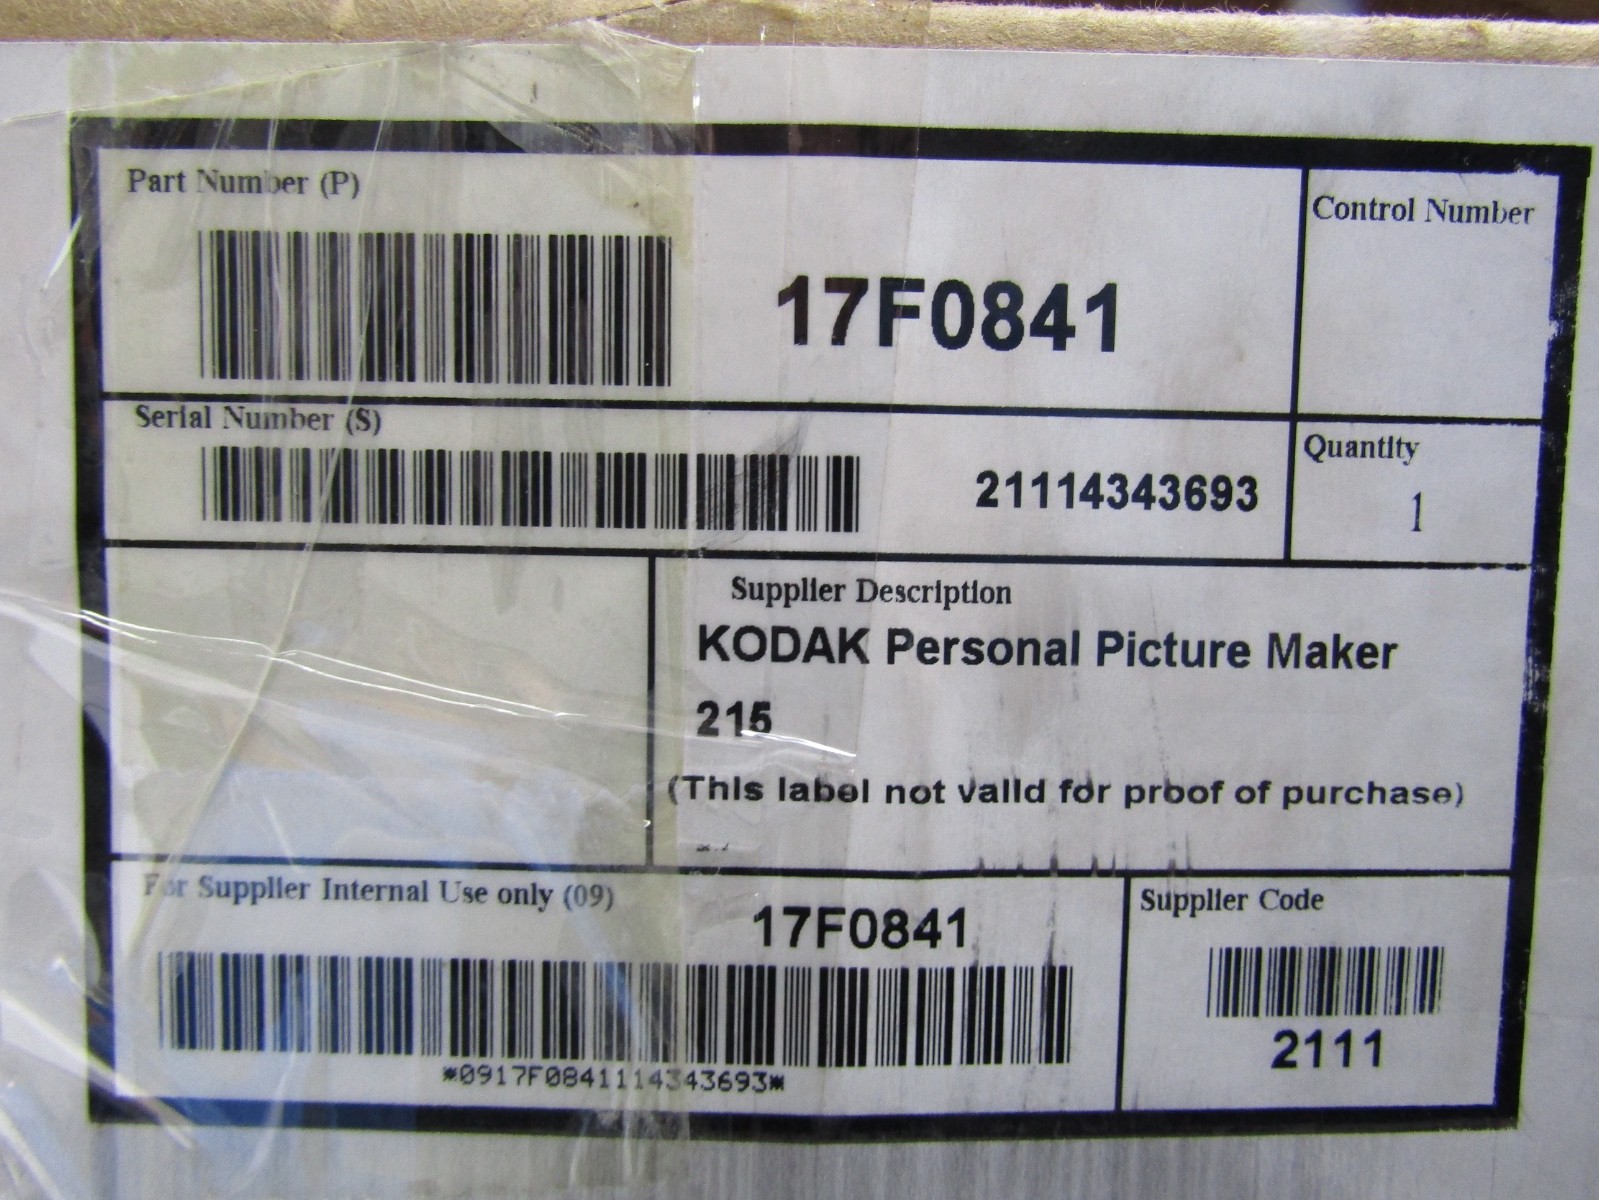 Part Number (P)
17F0841
Control Number
Serial Number (S)
21114343693
Quantity
1
Supplier Description
KODAK Personal Picture Maker
215
(This label not valid for proof of purchase)
For Supplier Internal Use only (09)
17F0841
*0917F0841114343693*
Supplier Code
2111